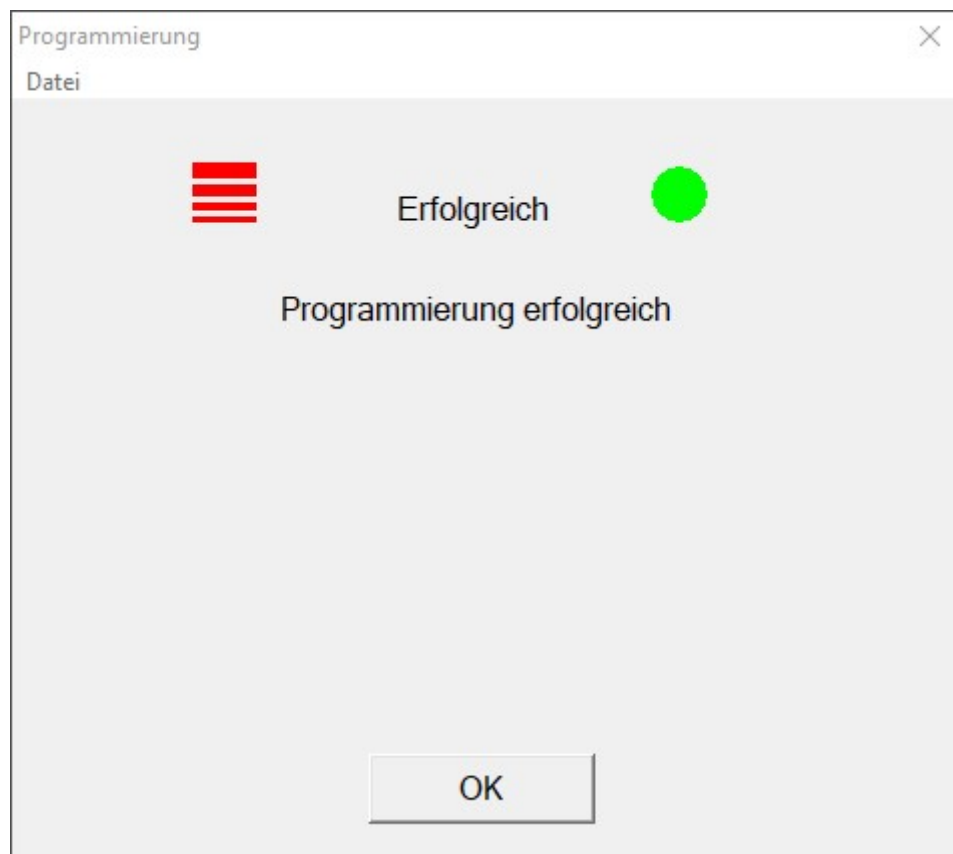 Programmierung
Datei
Erfolgreich
Programmierung erfolgreich
OK